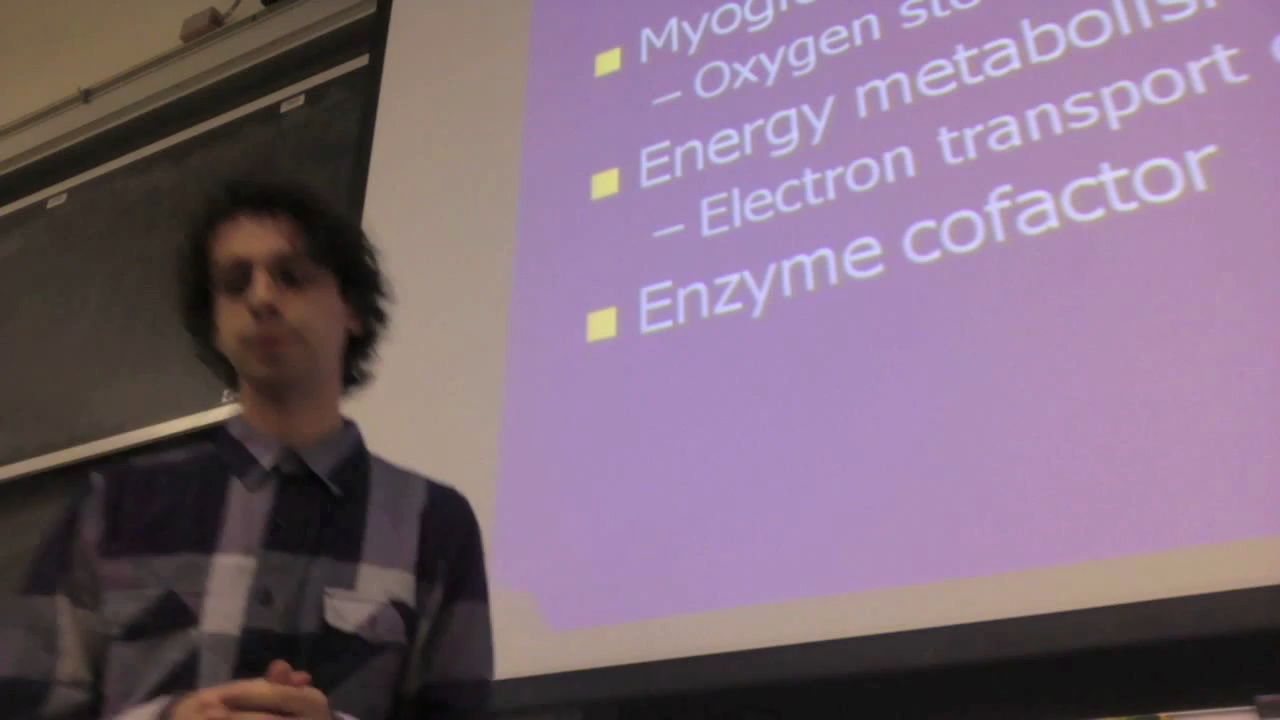 – Oxygen
Energy
– Electron transport
Enzyme cofactor